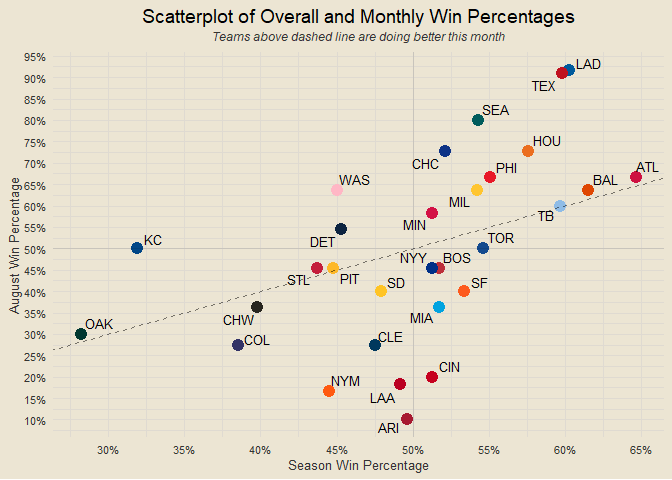 Scatterplot of Overall and Monthly Win Percentages
Teams above dashed line are doing better this month
August Win Percentage
95%
90%
85%
80%
75%
70%
65%
60%
55%
50%
45%
40%
35%
30%
25%
20%
15%
10%
LAD
TEX
SEA
HOU
CHC
PHI
ATL
WAS
BAL
MIL
TB
MIN
DET
KC
TOR
NYY
BOS
STL
PIT
SD
SF
CHW
MIA
OAK
COL
CLE
CIN
NYM
LAA
ARI
30%
35%
40%
45%
50%
55%
60%
65%
Season Win Percentage